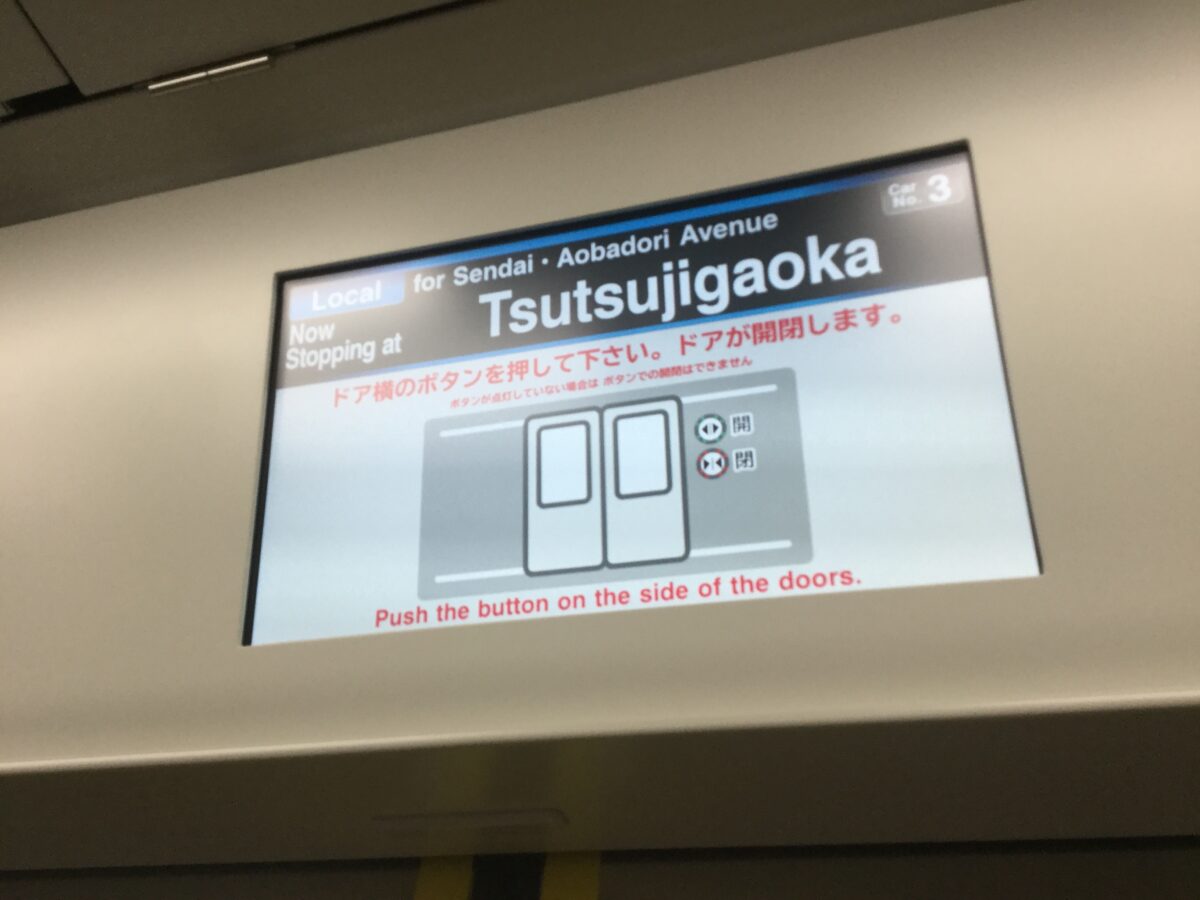 Local for Sendai・Aobadori Avenue
Car No. 3
Now Stopping at
Tsutsujigaoka
ドア横のボタンを押して下さい。ドアが開閉します。
ボタンが点灯していない場合は ボタンでの開閉はできません
開
閉
Push the button on the side of the doors.